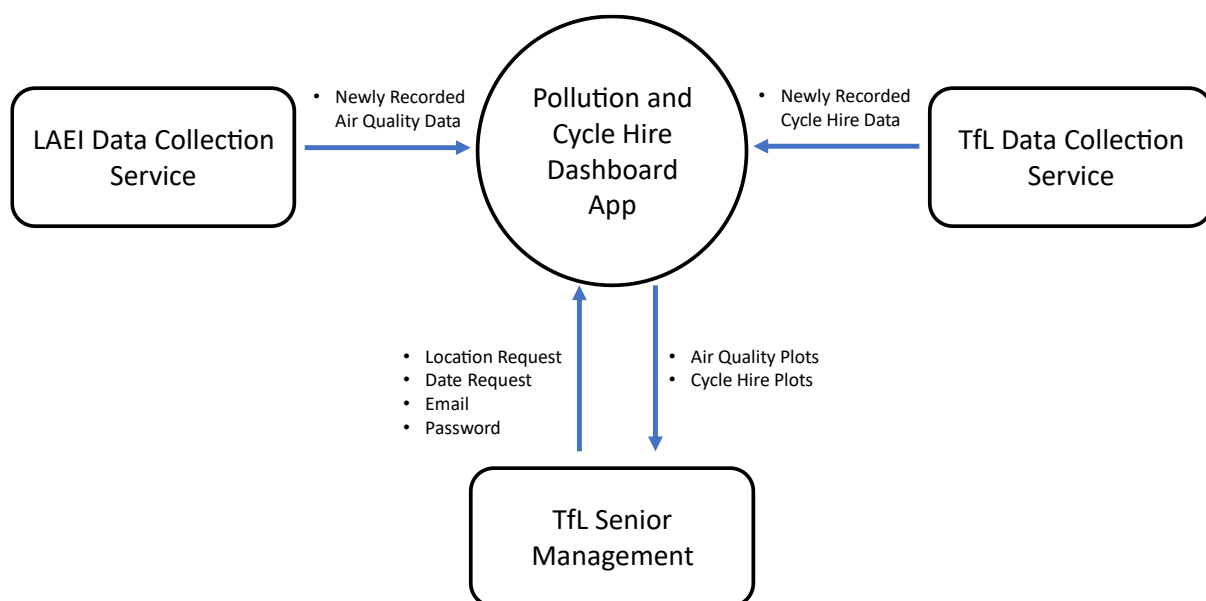 LAEI Data Collection
Service
• Newly Recorded
Air Quality Data
Pollution and
Cycle Hire
Dashboard
App
• Newly Recorded
Cycle Hire Data
TfL Data Collection
Service
• Location Request
• Date Request
• Email
• Password
• Air Quality Plots
• Cycle Hire Plots
TfL Senior
Management